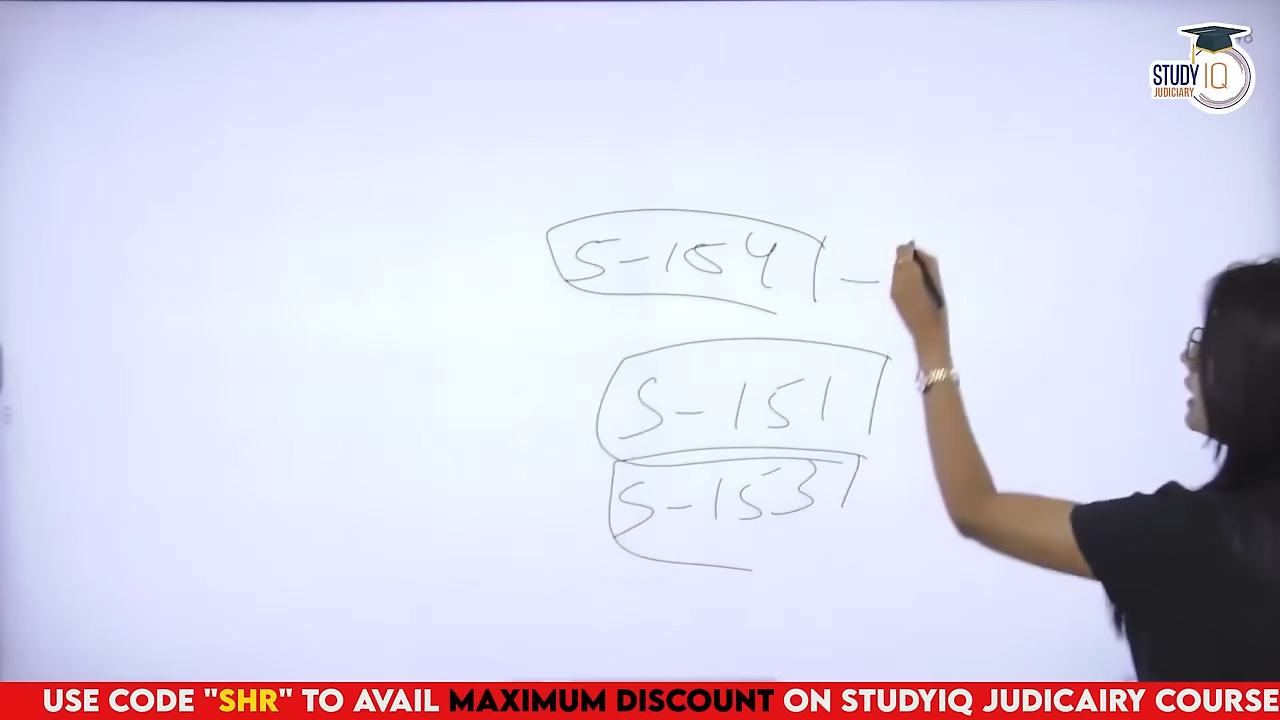 STUDY IQ
JUDICIARY
S-154 -
S-151
S-153
USE CODE "SHR" TO AVAIL MAXIMUM DISCOUNT ON STUDYIQ JUDICAIRY COURSE